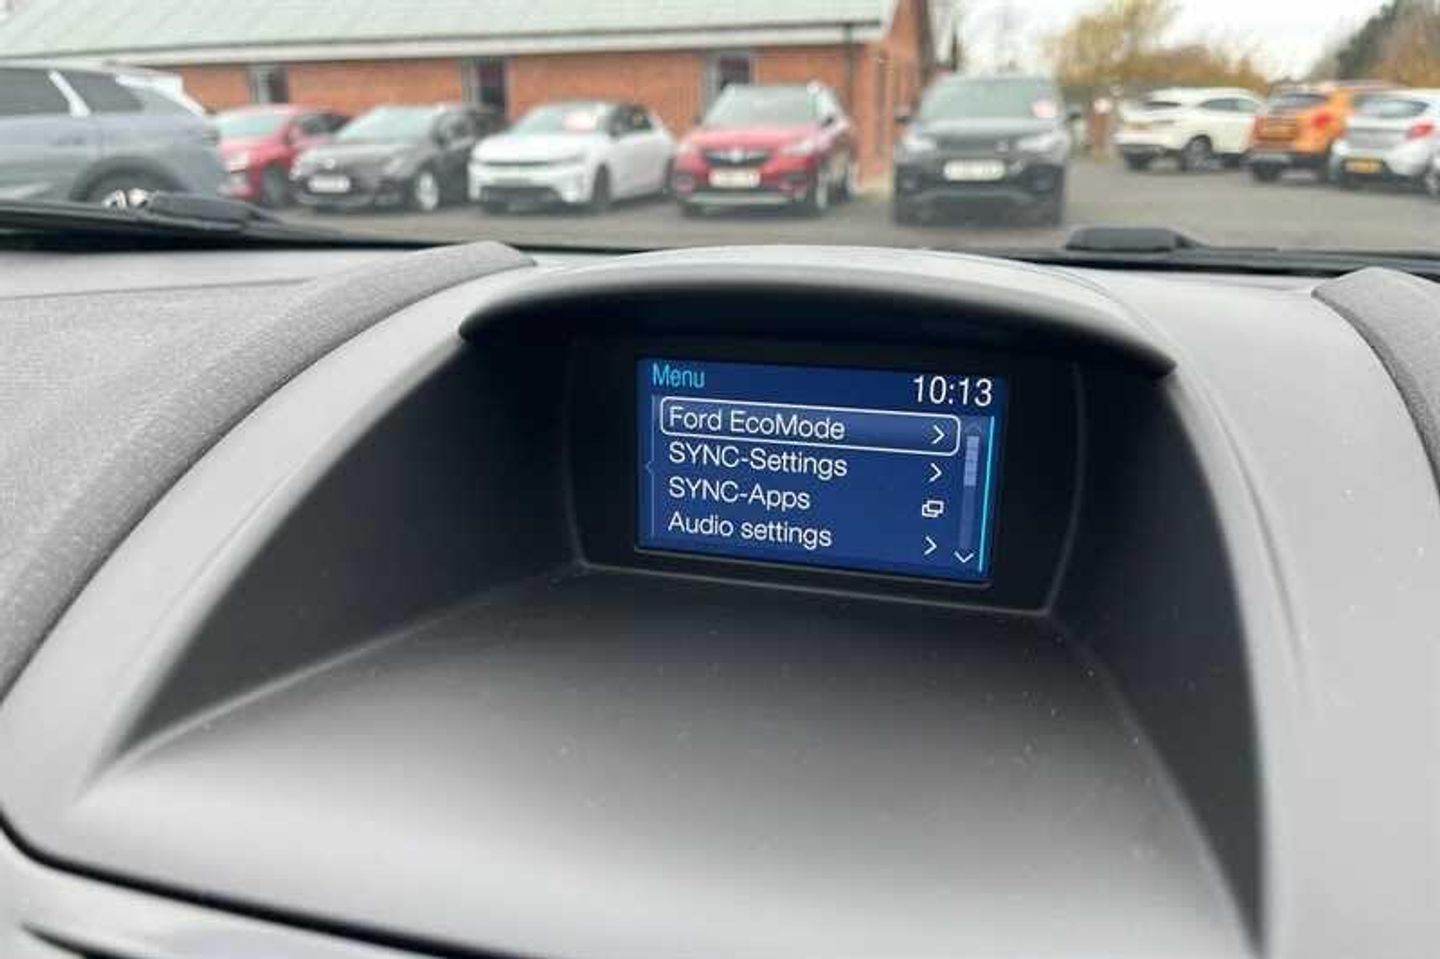 Menu
10:13
Ford EcoMode
SYNC-Settings
SYNC-Apps
Audio settings